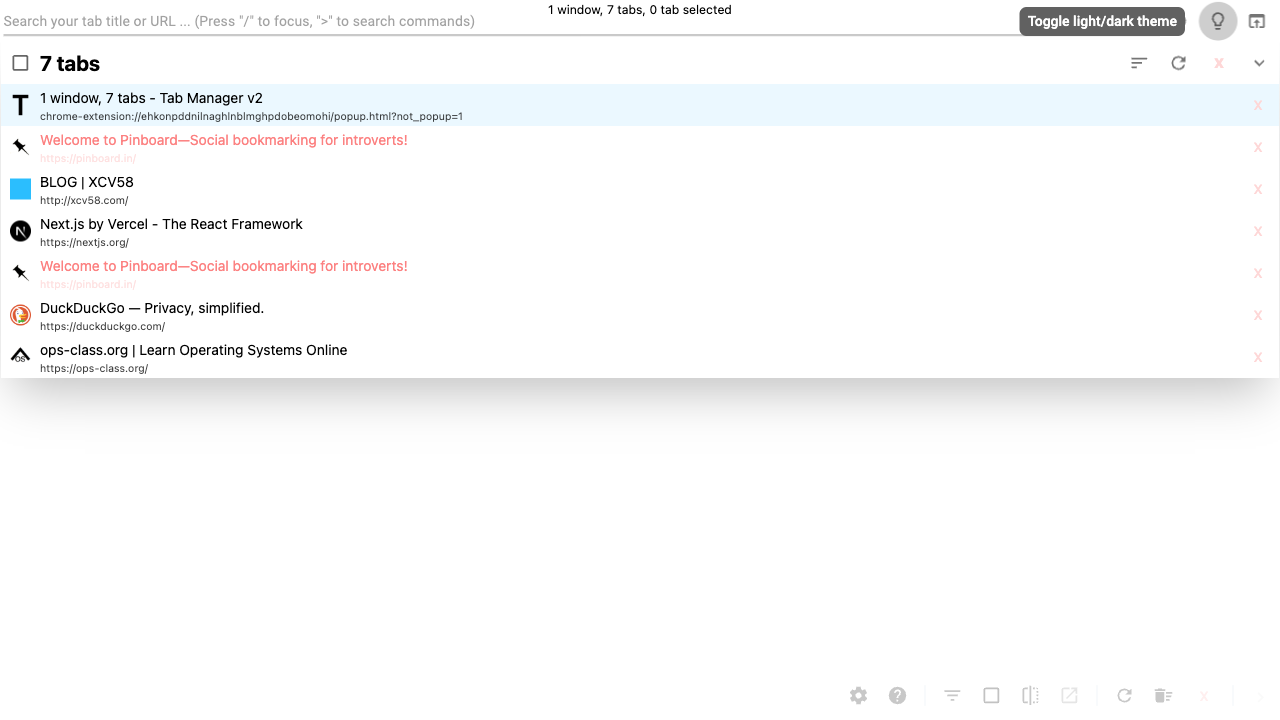 1 window, 7 tabs, 0 tab selected
Search your tab title or URL ... (Press "/" to focus, ">" to search commands)
Toggle light/dark theme
7 tabs
X
T
1 window, 7 tabs - Tab Manager v2
X
chrome-extension://ehkonpddnilnaghlnblmghpdobeomohi/popup.html?not_popup=1
Welcome to Pinboard—Social bookmarking for introverts!
X
https://pinboard.in/
BLOG | XCV58
X
http://xcv58.com/
N
Next.js by Vercel - The React Framework
X
https://nextjs.org/
Welcome to Pinboard—Social bookmarking for introverts!
X
https://pinboard.in/
DuckDuckGo — Privacy, simplified.
X
https://duckduckgo.com/
OS
ops-class.org | Learn Operating Systems Online
X
https://ops-class.org/
X